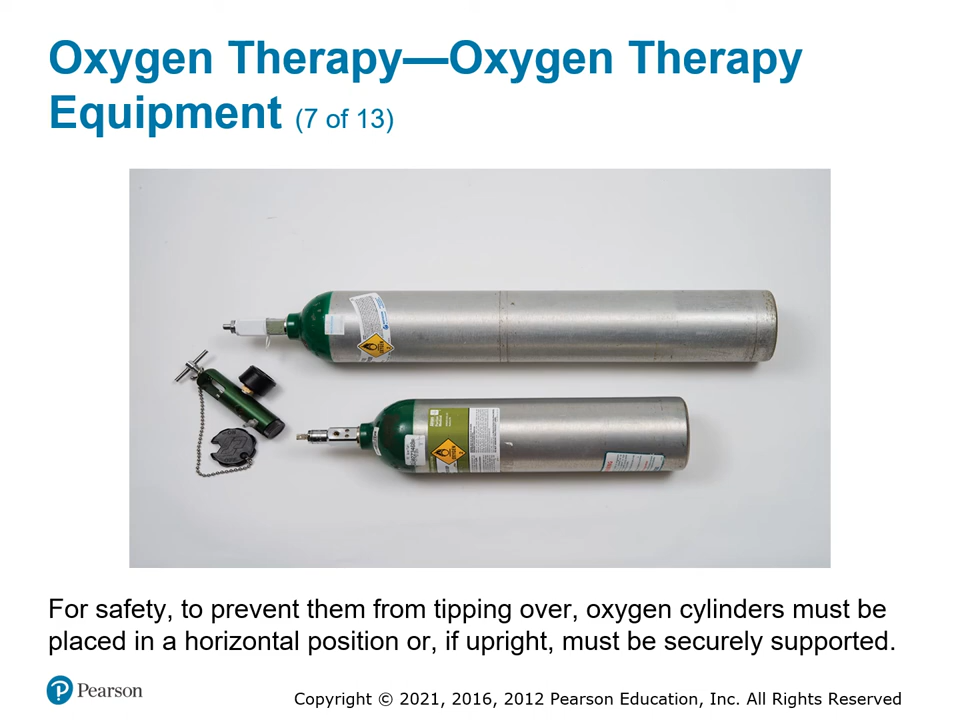 Oxygen Therapy—Oxygen Therapy
Equipment (7 of 13)
For safety, to prevent them from tipping over, oxygen cylinders must be
placed in a horizontal position or, if upright, must be securely supported.
Pearson
Copyright © 2021, 2016, 2012 Pearson Education, Inc. All Rights Reserved